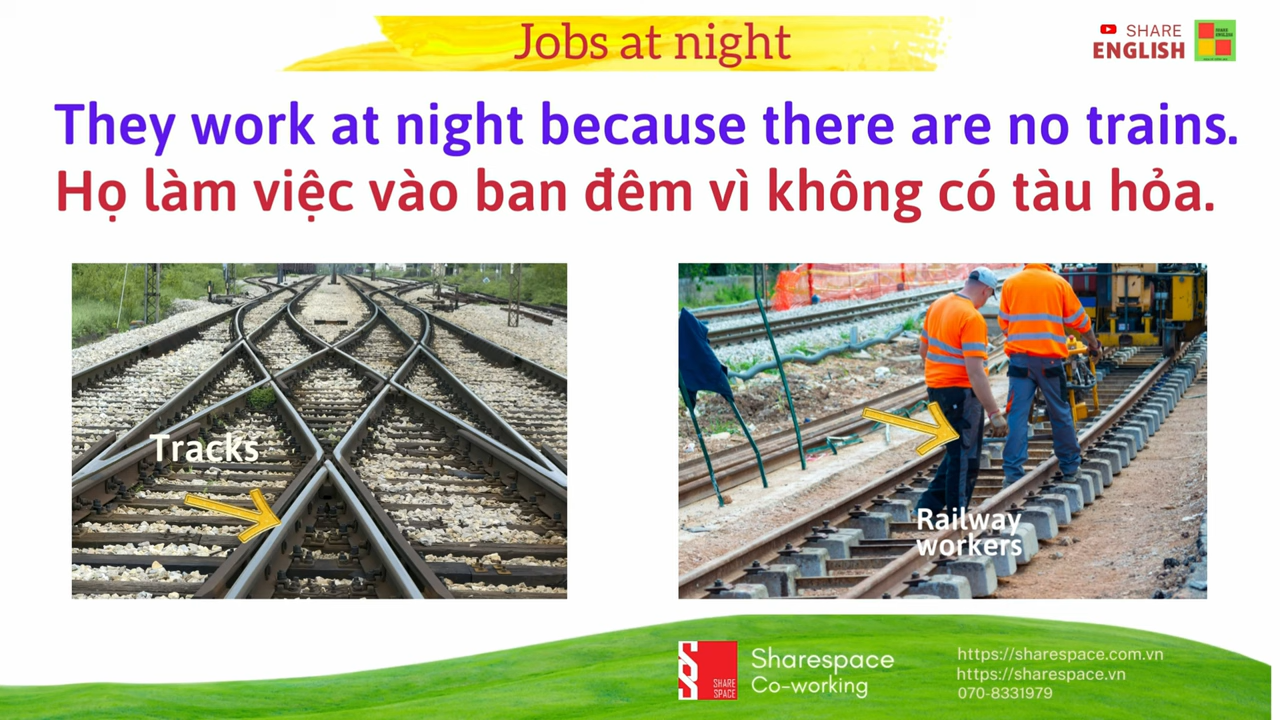 Jobs at night
SHARE
ENGLISH
They work at night because there are no trains.
Họ làm việc vào ban đêm vì không có tàu hỏa.
Tracks
Railway
workers
SHARE
SPACE
Sharespace
Co-working
https://sharespace.com.vn
https://sharespace.vn
070-8331979